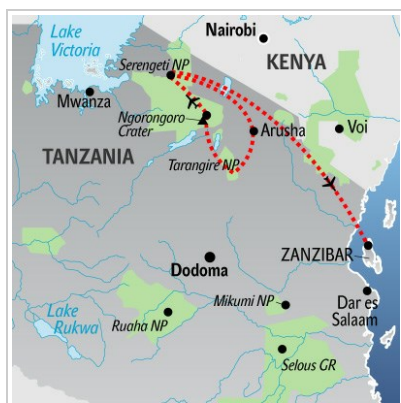 Lake
Victoria
Nairobi
Serengeti NP
KENYA
Mwanza
Ngorongoro
Crater
Arusha
Voi
TANZANIA
Tarangire NP
ZANZIBAR
Dodoma
Dar es
Salaam
Mikumi NP
Lake
Rukwa
Ruaha NP
Selous GR